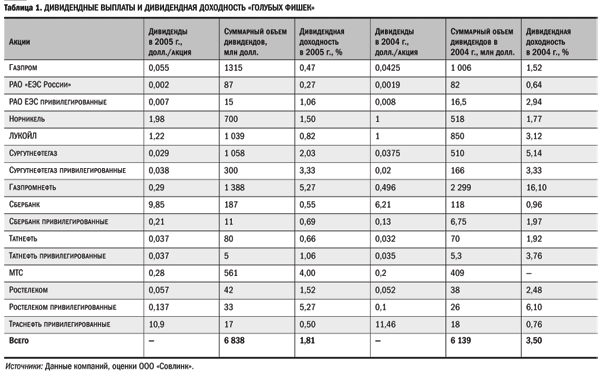 Таблица 1. ДИВИДЕНДНЫЕ ВЫПЛАТЫ И ДИВИДЕНДНАЯ ДОХОДНОСТЬ «ГОЛУБЫХ ФИШЕК»
Акции | Дивиденды в 2005 г., долл./акция | Суммарный объем дивидендов, млн долл. | Дивидендная доходность в 2005 г., % | Дивиденды в 2004 г., долл./акция | Суммарный объем дивидендов в 2004 г., млн долл. | Дивидендная доходность в 2004 г., %
Газпром 0,055 1315 0,47 0,0425 1 006 1,52
РАО «ЕЭС России» 0,002 87 0,27 0,0019 82 0,64
РАО ЕЭС привилегированные 0,007 15 1,06 0,008 16,5 2,94
Норникель 1,98 700 1,50 1 518 1,77
ЛУКОЙЛ 1,22 1 039 0,82 1 850 3,12
Сургутнефтегаз 0,029 1 058 2,03 0,0375 510 5,14
Сургутнефтегаз привилегированные 0,038 300 3,33 0,02 166 3,33
Газпромнефть 0,29 1 388 5,27 0,496 2 299 16,10
Сбербанк 9,85 187 0,55 6,21 118 0,96
Сбербанк привилегированные 0,21 11 0,69 0,13 6,75 1,97
Татнефть 0,037 80 0,66 0,032 70 1,92
Татнефть привилегированные 0,037 5 1,06 0,035 5,3 3,76
МТС 0,28 561 4,00 0,2 409 –
Ростелеком 0,057 42 1,52 0,052 38 2,48
Ростелеком привилегированные 0,137 33 5,27 0,1 26 6,10
Траснефть привилегированные 10,9 17 0,50 11,46 18 0,76
Всего – 6 838 1,81 – 6 139 3,50
Источники: Данные компаний, оценки ООО «Совлинк».